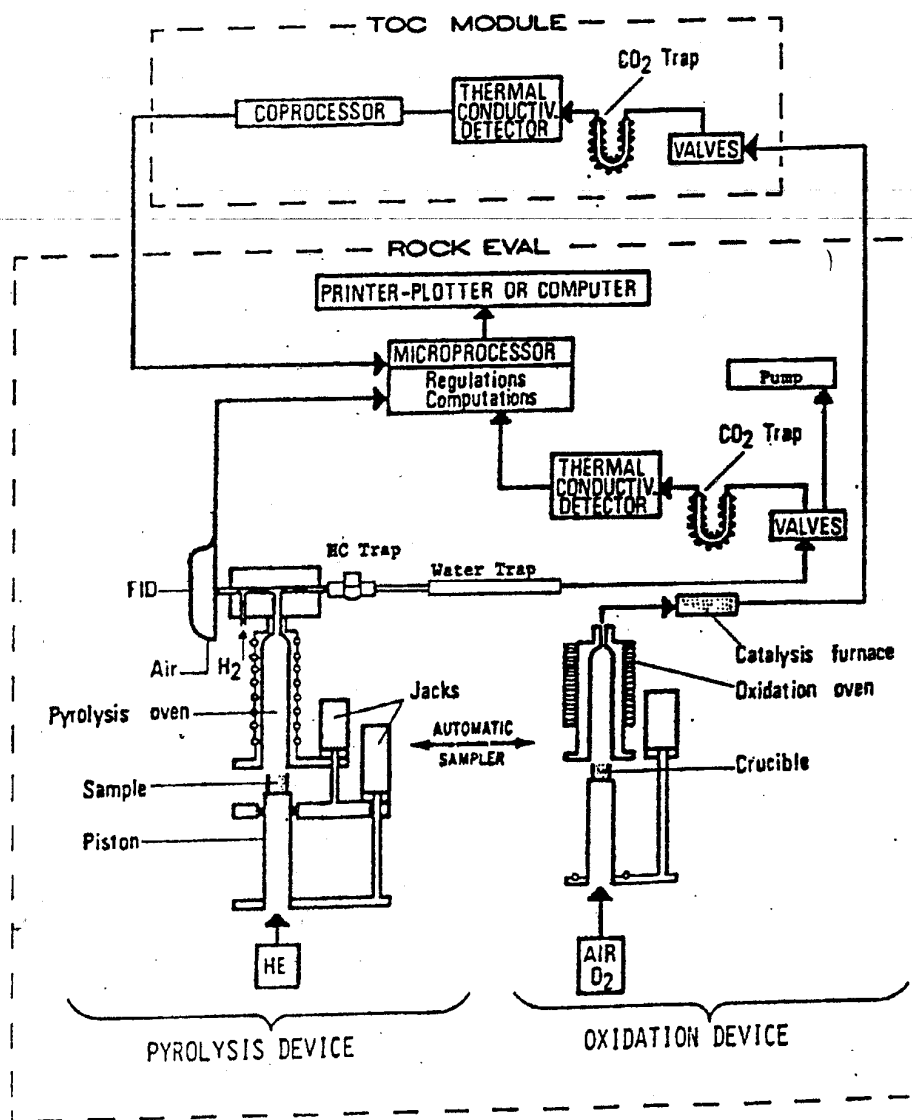 TOC MODULE
CO2 Trap
THERMAL
CONDUCTIV.
DETECTOR
COPROCESSOR
VALVES
ROCK EVAL
PRINTER-PLOTTER OR COMPUTER
MICROPROCESSOR
Regulations
Computations
Pump
CO2 Trap
THERMAL
CONDUCTIV.
DETECTOR
VALVES
HC Trap
Water Trap
FID
Air
H2
Catalysis furnace
Oxidation oven
Pyrolysis oven
Jacks
AUTOMATIC
SAMPLER
Crucible
Sample
Piston
HE
AIR
O2
PYROLYSIS DEVICE
OXIDATION DEVICE